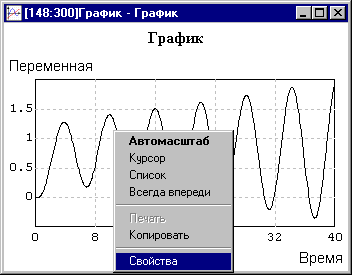 [148:300]График - График
График
Переменная
1.5
1
0.5
0
Автомасштаб
Курсор
Список
Всегда впереди
Печать
Копировать
Свойства
0
8
32
40
Время